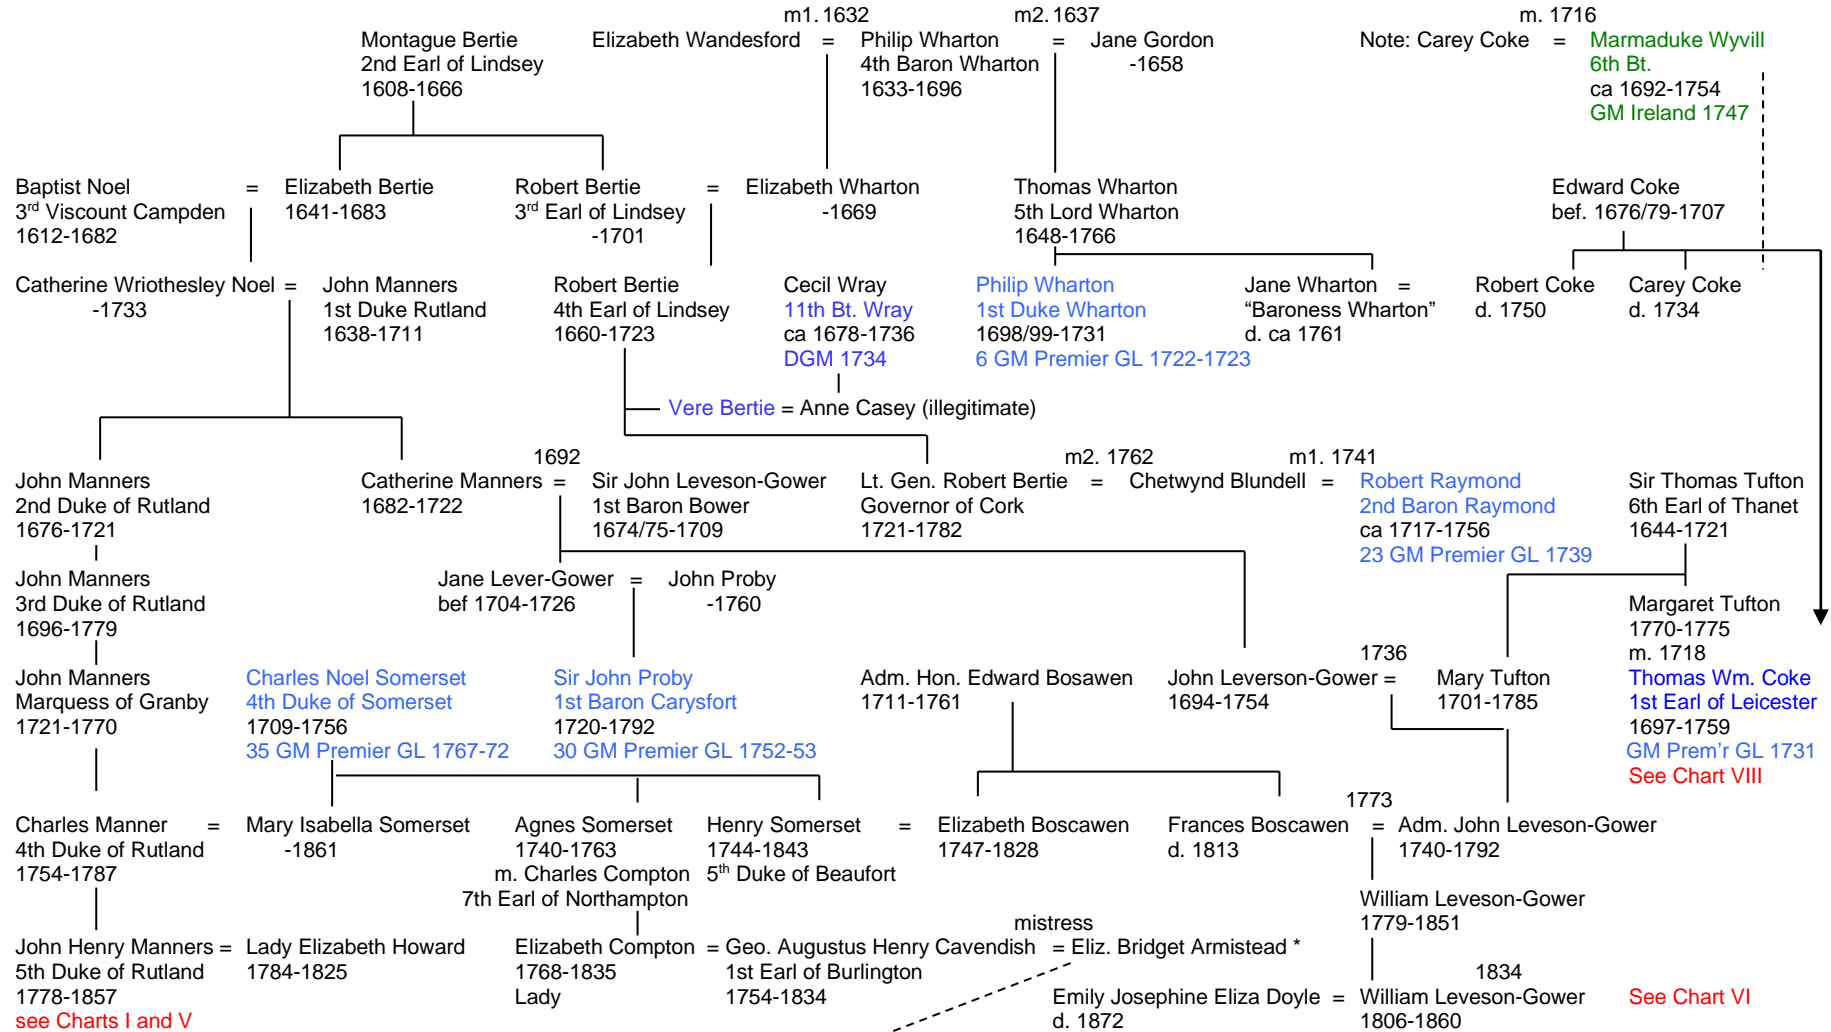 m1. 1632
m2. 1637
m. 1716
Montague Bertie
2nd Earl of Lindsey
1608-1666
Elizabeth Wandesford =
Philip Wharton
4th Baron Wharton
1633-1696
=
Jane Gordon
-1658
Note: Carey Coke =
Marmaduke Wyvill
6th Bt.
ca 1692-1754
GM Ireland 1747
Baptist Noel
3rd Viscount Campden
1612-1682
=
Elizabeth Bertie
1641-1683
Robert Bertie
3rd Earl of Lindsey
-1701
=
Elizabeth Wharton
-1669
Thomas Wharton
5th Lord Wharton
1648-1766
Edward Coke
bef. 1676/79-1707
Catherine Wriothesley Noel =
-1733
John Manners
1st Duke Rutland
1638-1711
Robert Bertie
4th Earl of Lindsey
1660-1723
Cecil Wray
11th Bt. Wray
ca 1678-1736
DGM 1734
Philip Wharton
1st Duke Wharton
1698/99-1731
6 GM Premier GL 1722-1723
Jane Wharton =
“Baroness Wharton”
d. ca 1761
Robert Coke
d. 1750
Carey Coke
d. 1734
Vere Bertie = Anne Casey (illegitimate)
1692
m2. 1762
m1. 1741
John Manners
2nd Duke of Rutland
1676-1721
Catherine Manners =
1682-1722
Sir John Leveson-Gower
1st Baron Bower
1674/75-1709
Lt. Gen. Robert Bertie =
Governor of Cork
1721-1782
Chetwynd Blundell =
Robert Raymond
2nd Baron Raymond
ca 1717-1756
23 GM Premier GL 1739
Sir Thomas Tufton
6th Earl of Thanet
1644-1721
John Manners
3rd Duke of Rutland
1696-1779
Jane Lever-Gower =
bef 1704-1726
John Proby
-1760
Margaret Tufton
1770-1775
m. 1718
Thomas Wm. Coke
1st Earl of Leicester
1697-1759
GM Prem’r GL 1731
See Chart VIII
John Manners
Marquess of Granby
1721-1770
Charles Noel Somerset
4th Duke of Somerset
1709-1756
35 GM Premier GL 1767-72
Sir John Proby
1st Baron Carysfort
1720-1792
30 GM Premier GL 1752-53
Adm. Hon. Edward Bosawen
1711-1761
1736
John Leverson-Gower =
1694-1754
Mary Tufton
1701-1785
1773
Charles Manner =
4th Duke of Rutland
1754-1787
Mary Isabella Somerset
-1861
Agnes Somerset
1740-1763
m. Charles Compton
7th Earl of Northampton
Henry Somerset =
1744-1843
5th Duke of Beaufort
Elizabeth Boscawen
1747-1828
Frances Boscawen =
d. 1813
Adm. John Leveson-Gower
1740-1792
William Leveson-Gower
1779-1851
mistress
John Henry Manners =
5th Duke of Rutland
1778-1857
see Charts I and V
Lady Elizabeth Howard
1784-1825
Elizabeth Compton =
1768-1835
Lady
Geo. Augustus Henry Cavendish
1st Earl of Burlington
1754-1834
= Eliz. Bridget Armistead *
1834
Emily Josephine Eliza Doyle =
d. 1872
William Leveson-Gower
1806-1860
See Chart VI